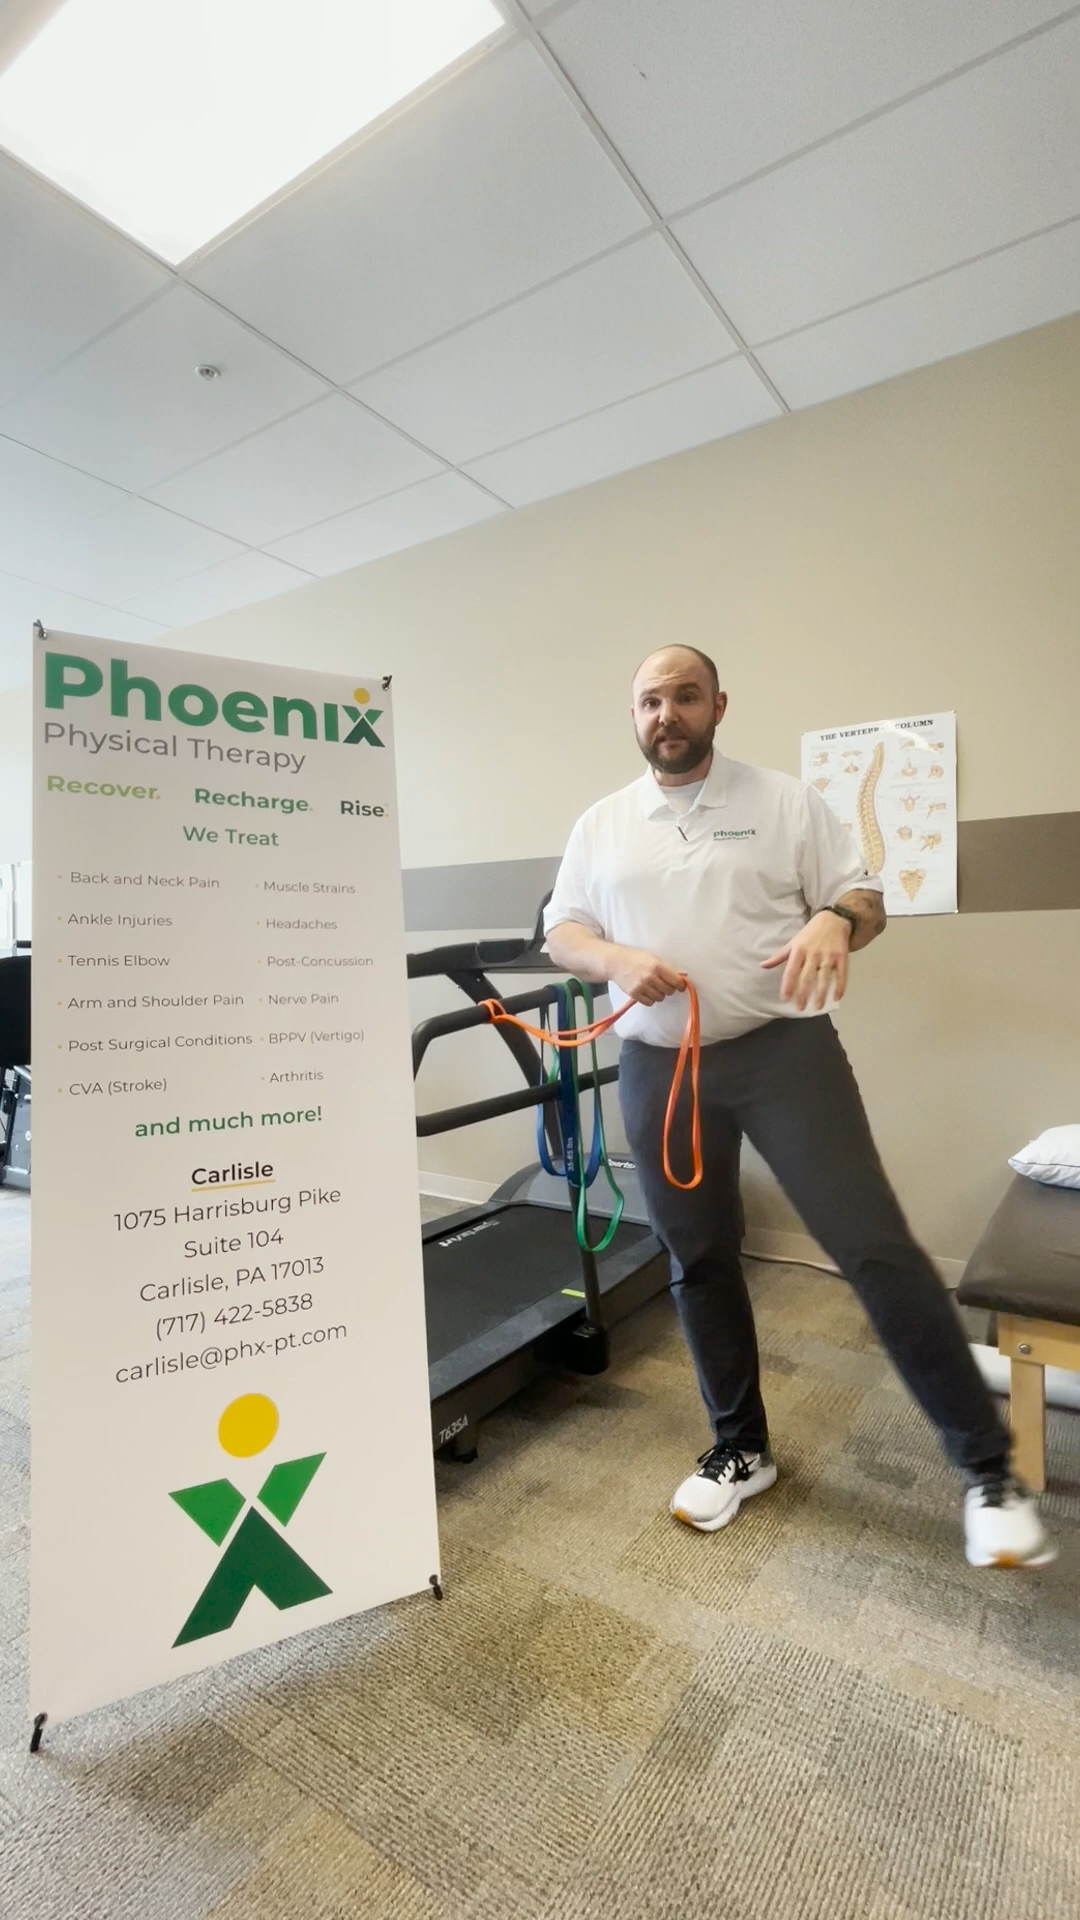 Phoenix
Physical Therapy
Recover. Recharge. Rise.
We Treat
• Back and Neck Pain
• Ankle Injuries
• Tennis Elbow
• Arm and Shoulder Pain
• Post Surgical Conditions
• CVA (Stroke)
• Muscle Strains
• Headaches
• Post-Concussion
• Nerve Pain
• BPPV (Vertigo)
• Arthritis
and much more!
Carlisle
1075 Harrisburg Pike
Suite 104
Carlisle, PA 17013
(717) 422-5838
carlisle@phx-pt.com
Phoenix
THE VERTEBRAL COLUMN
SportsArt
T635A